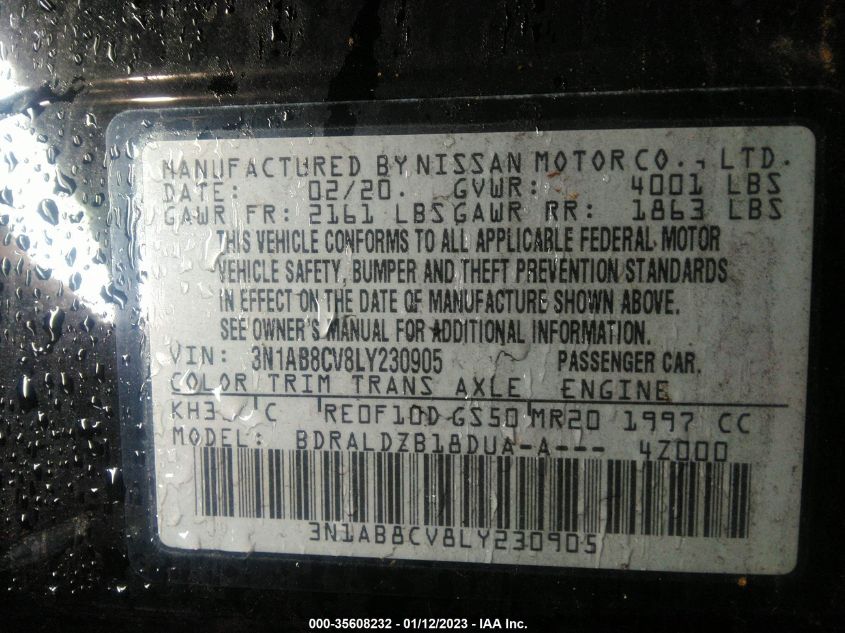 MANUFACTURED BY NISSAN MOTOR CO., LTD.
DATE: 02/20. GVWR: 4001 LBS
GAWR FR: 2161 LBS GAWR RR: 1863 LBS
THIS VEHICLE CONFORMS TO ALL APPLICABLE FEDERAL MOTOR
VEHICLE SAFETY, BUMPER AND THEFT PREVENTION STANDARDS
IN EFFECT ON THE DATE OF MANUFACTURE SHOWN ABOVE.
SEE OWNER'S MANUAL FOR ADDITIONAL INFORMATION.
VIN: 3N1AB8CV8LY230905 PASSENGER CAR.
COLOR TRIM TRANS AXLE ENGINE
KH3 C RE0F10D GS50 MR20 1997 CC
MODEL: BDRALDZB18DUA-A--- 4Z000
3N1AB8CV8LY230905
000-35608232 - 01/12/2023 - IAA Inc.